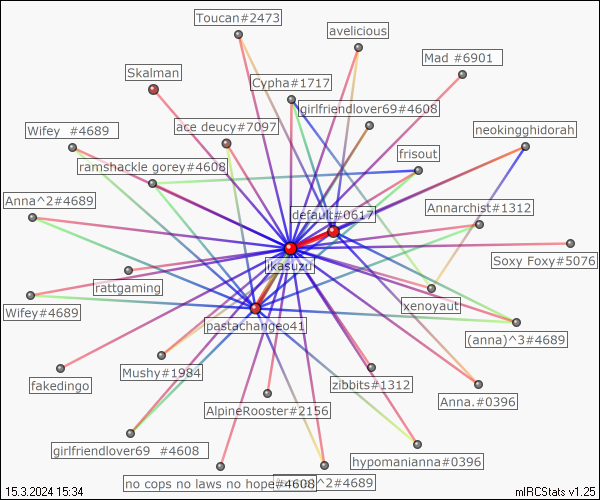 Toucan#2473
avelicious
Mad #6901
Skalman
Cypha#1717
girlfriendlover69#4608
Wifey  #4689
ace deucy#7097
neokingghidorah
ramshackle gorey#4608
frisout
Anna^2#4689
default#0617
Annarchist#1312
ikasuzu
Soxy Foxy#5076
rattgaming
Wifey#4689
xenoyaut
pastachangeo41
(anna)^3#4689
Mushy#1984
fakedingo
zibbits#1312
Anna.#0396
AlpineRooster#2156
girlfriendlover69  #4608
hypomanianna#0396
no cops no laws no hope#4608
^2#4689
15.3.2024 15:34
mIRCStats v1.25